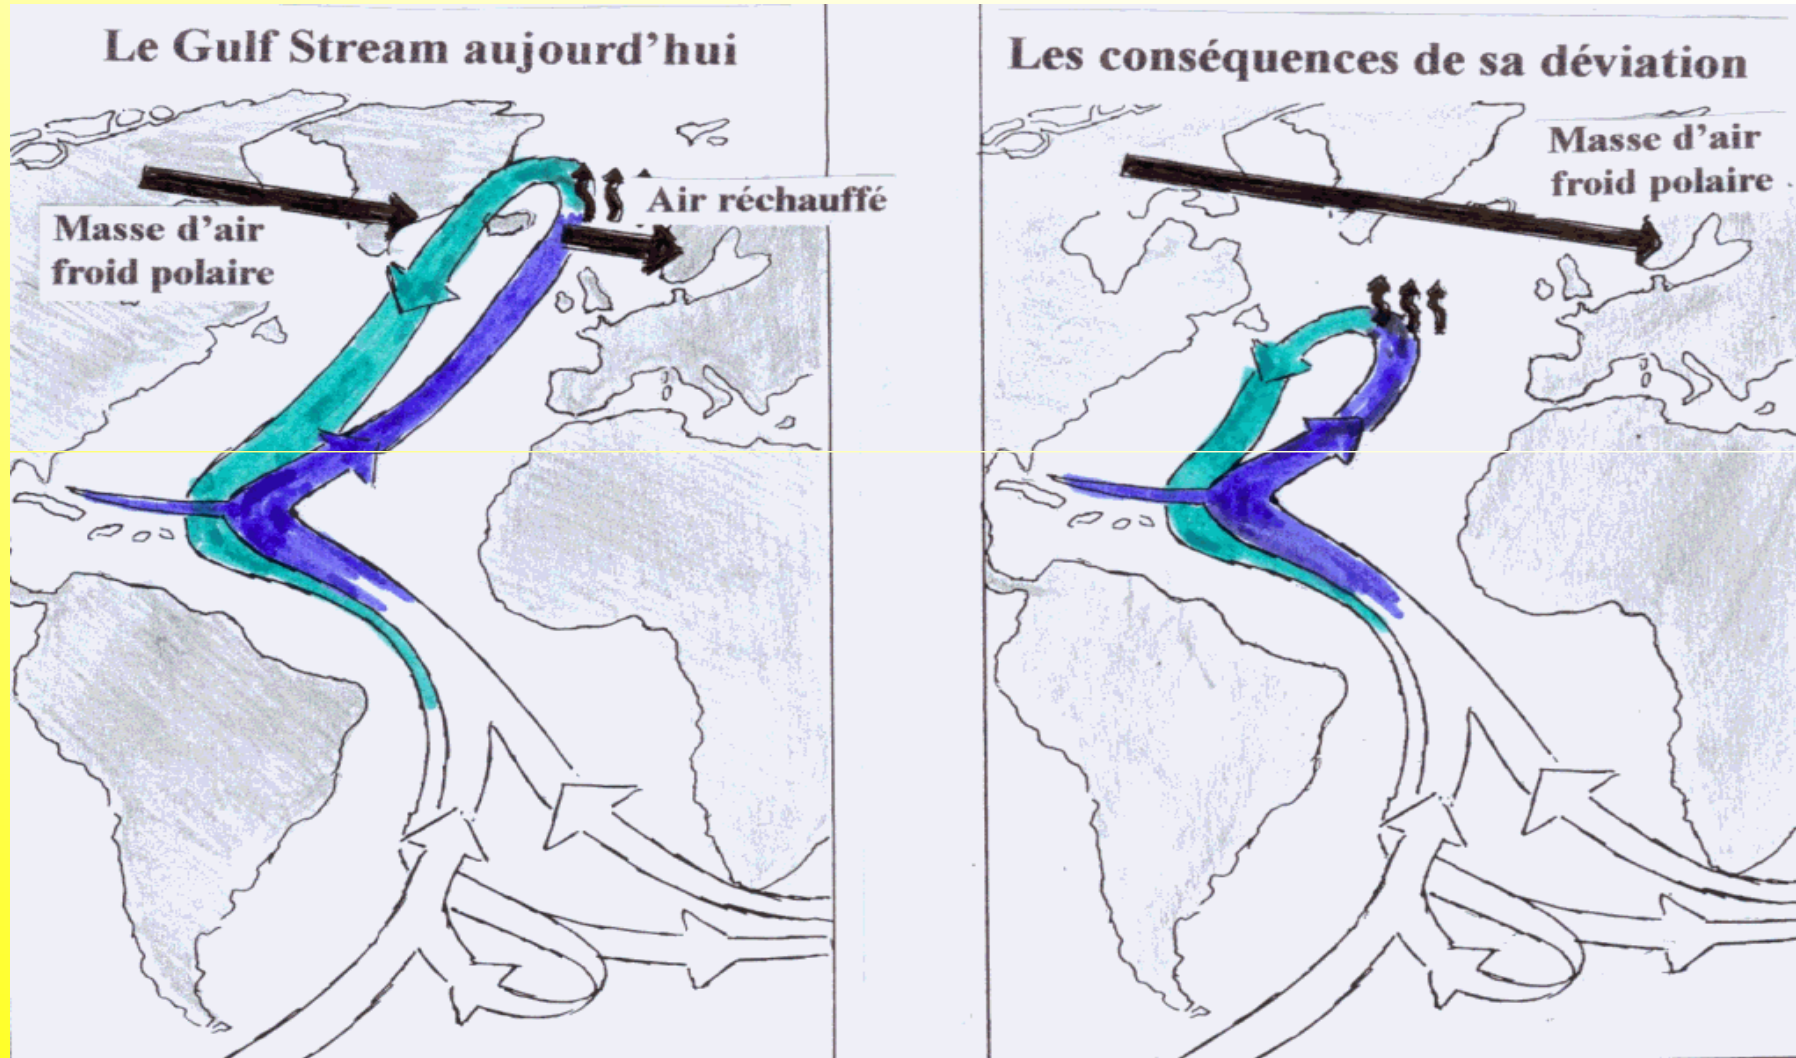 Le Gulf Stream aujourd'hui
Masse d'air
froid polaire
Air réchauffé
Les conséquences de sa déviation
Masse d'air
froid polaire